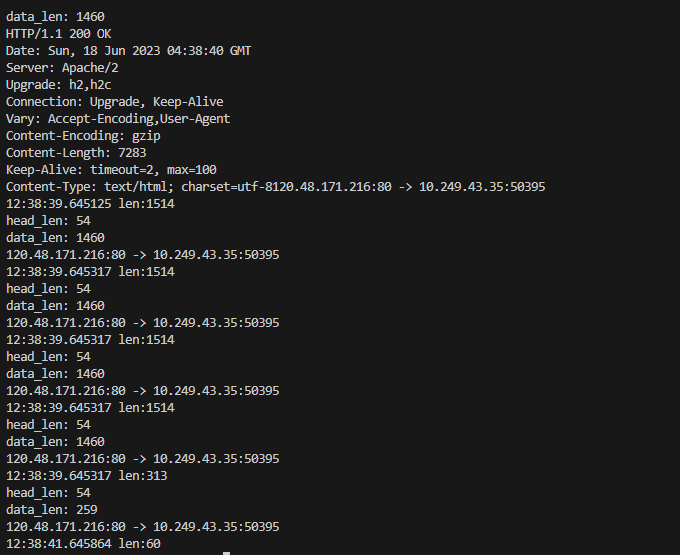 data_len: 1460
HTTP/1.1 200 OK
Date: Sun, 18 Jun 2023 04:38:40 GMT
Server: Apache/2
Upgrade: h2,h2c
Connection: Upgrade, Keep-Alive
Vary: Accept-Encoding,User-Agent
Content-Encoding: gzip
Content-Length: 7283
Keep-Alive: timeout=2, max=100
Content-Type: text/html; charset=utf-8120.48.171.216:80 -> 10.249.43.35:50395
12:38:39.645125 len:1514
head_len: 54
data_len: 1460
120.48.171.216:80 -> 10.249.43.35:50395
12:38:39.645317 len:1514
head_len: 54
data_len: 1460
120.48.171.216:80 -> 10.249.43.35:50395
12:38:39.645317 len:1514
head_len: 54
data_len: 1460
120.48.171.216:80 -> 10.249.43.35:50395
12:38:39.645317 len:1514
head_len: 54
data_len: 1460
120.48.171.216:80 -> 10.249.43.35:50395
12:38:39.645317 len:313
head_len: 54
data_len: 259
120.48.171.216:80 -> 10.249.43.35:50395
12:38:41.645864 len:60